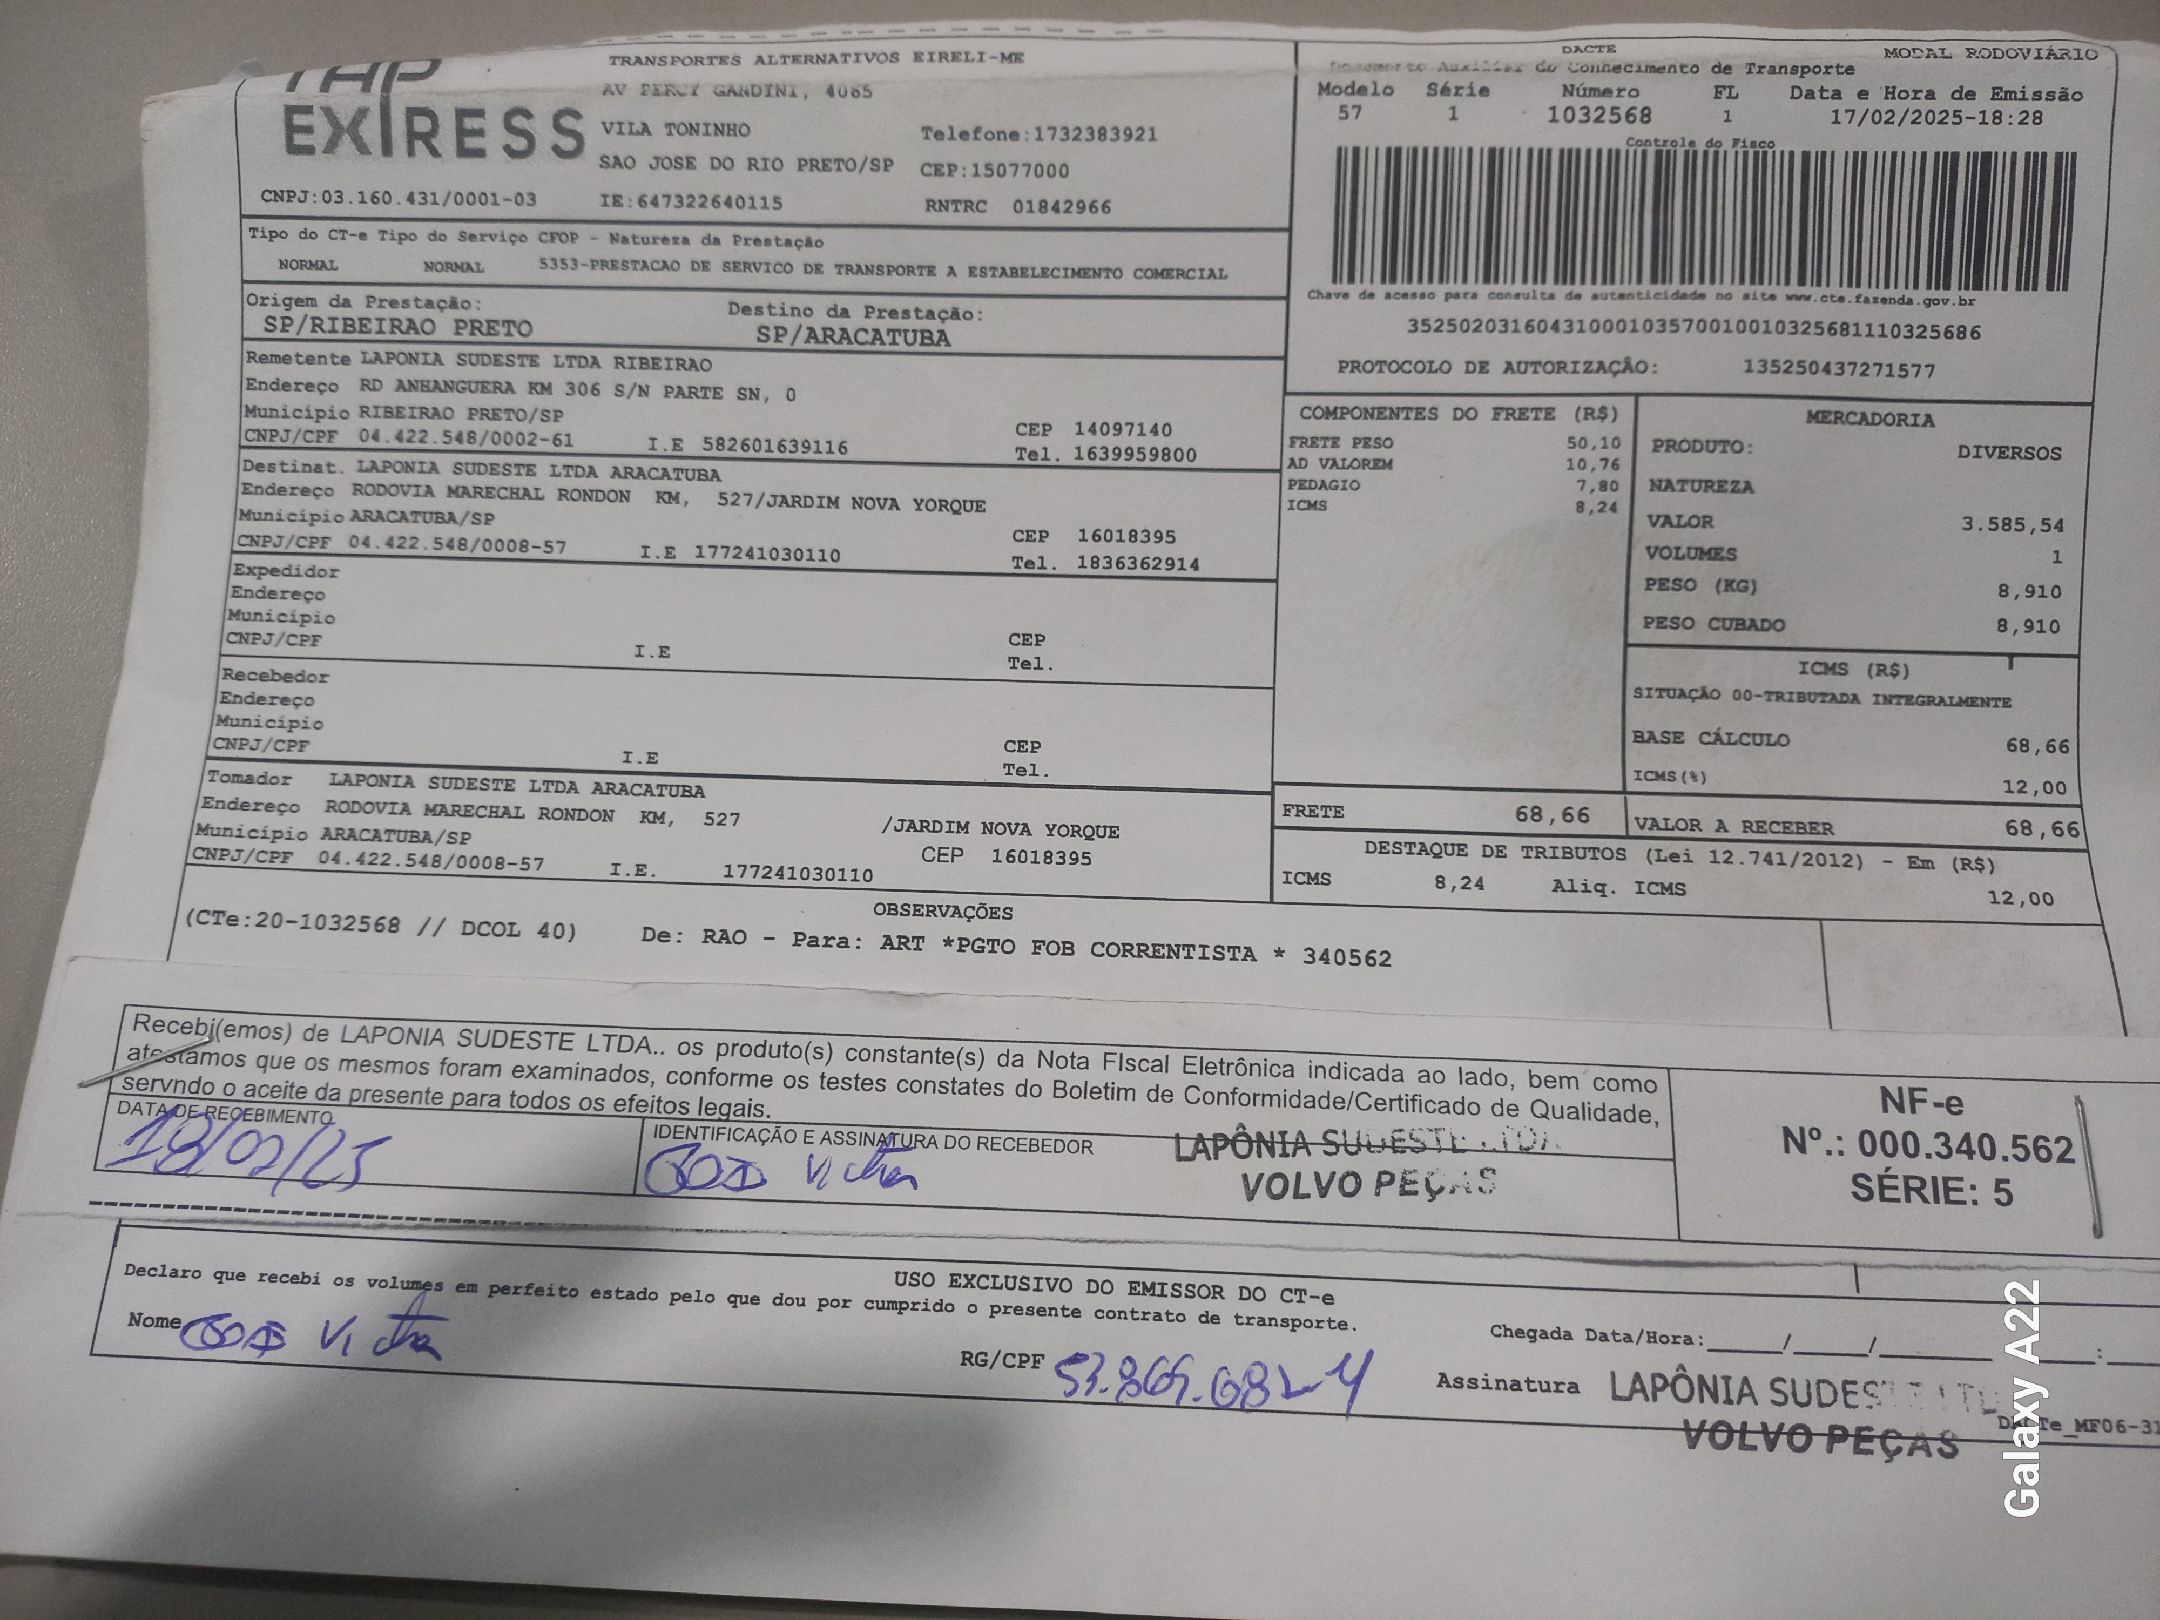 TAP
EXPRESS
TRANSPORTES ALTERNATIVOS EIRELI-ME
AV PERCY GANDINI, 4065
VILA TONINHO Telefone:1732383921
SAO JOSE DO RIO PRETO/SP CEP:15077000
CNPJ:03.160.431/0001-03 IE:647322640115 RNTRC 01842966
DACTE MODAL RODOVIÁRIO
Documento Auxiliar do Conhecimento de Transporte
Modelo Série Número FL Data e Hora de Emissão
57 1 1032568 1 17/02/2025-18:28
Controle do Fisco
Chave de acesso para consulta de autenticidade no site www.cte.fazenda.gov.br
35250203160431000103570010010325681110325686
PROTOCOLO DE AUTORIZAÇÃO: 135250437271577
Tipo do CT-e Tipo do Serviço CFOP - Natureza da Prestação
NORMAL NORMAL 5353-PRESTACAO DE SERVICO DE TRANSPORTE A ESTABELECIMENTO COMERCIAL
Origem da Prestação: Destino da Prestação:
SP/RIBEIRAO PRETO SP/ARACATUBA
Remetente LAPONIA SUDESTE LTDA RIBEIRAO
Endereço RD ANHANGUERA KM 306 S/N PARTE SN, 0
Município RIBEIRAO PRETO/SP CEP 14097140
CNPJ/CPF 04.422.548/0002-61 I.E 582601639116 Tel. 1639959800
Destinat. LAPONIA SUDESTE LTDA ARACATUBA
Endereço RODOVIA MARECHAL RONDON KM, 527/JARDIM NOVA YORQUE
Município ARACATUBA/SP CEP 16018395
CNPJ/CPF 04.422.548/0008-57 I.E 177241030110 Tel. 1836362914
Expedidor
Endereço
Município CEP
CNPJ/CPF I.E Tel.
Recebedor
Endereço
Município CEP
CNPJ/CPF I.E Tel.
Tomador LAPONIA SUDESTE LTDA ARACATUBA
Endereço RODOVIA MARECHAL RONDON KM, 527 /JARDIM NOVA YORQUE
Município ARACATUBA/SP CEP 16018395
CNPJ/CPF 04.422.548/0008-57 I.E. 177241030110
COMPONENTES DO FRETE (R$)
FRETE PESO 50,10
AD VALOREM 10,76
PEDAGIO 7,80
ICMS 8,24
MERCADORIA
PRODUTO: DIVERSOS
NATUREZA
VALOR 3.585,54
VOLUMES 1
PESO (KG) 8,910
PESO CUBADO 8,910
ICMS (R$)
SITUAÇÃO 00-TRIBUTADA INTEGRALMENTE
BASE CÁLCULO 68,66
ICMS(%) 12,00
FRETE 68,66 VALOR A RECEBER 68,66
DESTAQUE DE TRIBUTOS (Lei 12.741/2012) - Em (R$)
ICMS 8,24 Aliq. ICMS 12,00
OBSERVAÇÕES
(CTe:20-1032568 // DCOL 40) De: RAO - Para: ART *PGTO FOB CORRENTISTA * 340562
Recebi(emos) de LAPONIA SUDESTE LTDA.. os produto(s) constante(s) da Nota FIscal Eletrônica indicada ao lado, bem como
atestamos que os mesmos foram examinados, conforme os testes constates do Boletim de Conformidade/Certificado de Qualidade,
servndo o aceite da presente para todos os efeitos legais.
DATA DE RECEBIMENTO IDENTIFICAÇÃO E ASSINATURA DO RECEBEDOR
18/02/25
LAPÔNIA SUDESTE LTDA
VOLVO PEÇAS
NF-e
Nº.: 000.340.562
SÉRIE: 5
USO EXCLUSIVO DO EMISSOR DO CT-e
Declaro que recebi os volumes em perfeito estado pelo que dou por cumprido o presente contrato de transporte.
Nome
RG/CPF
Chegada Data/Hora:_____/_____/_______ ___:___
Assinatura LAPÔNIA SUDESTE LTDA
VOLVO PEÇAS
Galaxy A22